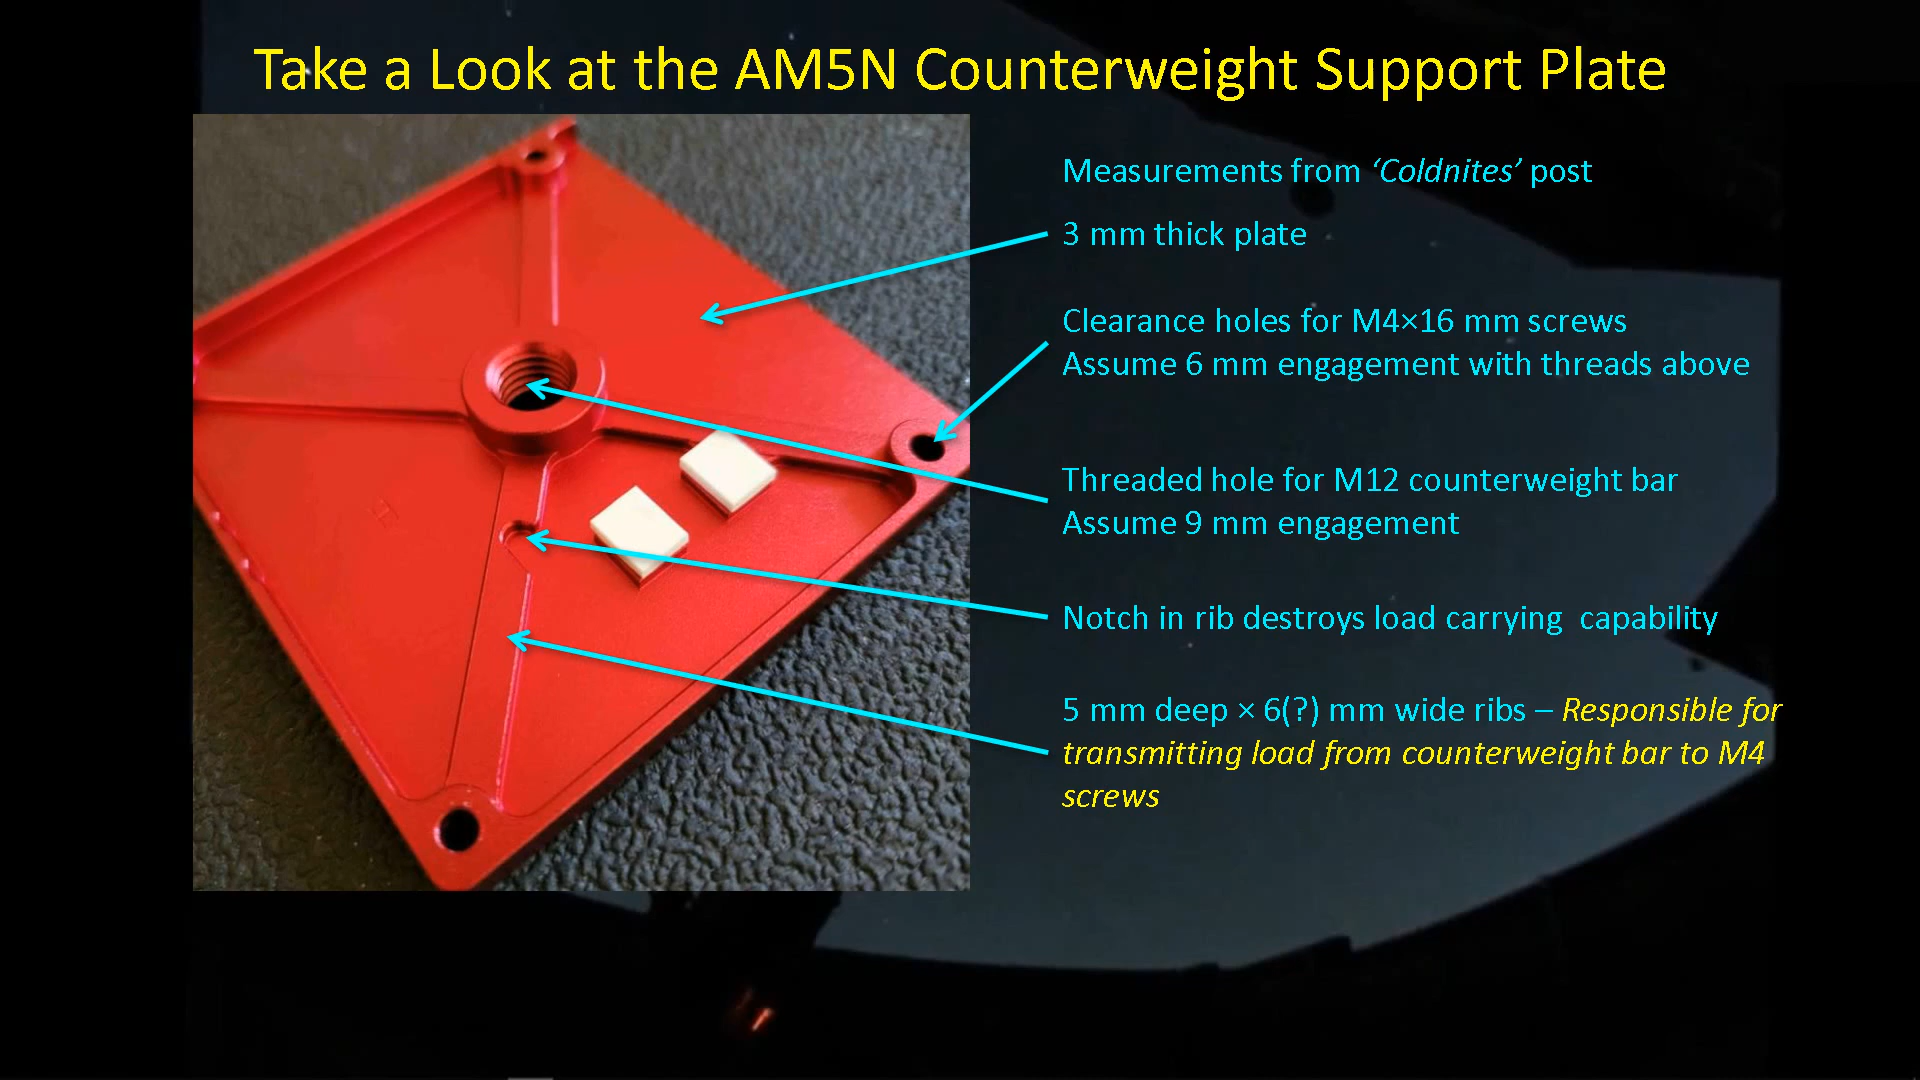 Take a Look at the AM5N Counterweight Support Plate
Measurements from ‘Coldnites’ post
3 mm thick plate
Clearance holes for M4×16 mm screws
Assume 6 mm engagement with threads above
Threaded hole for M12 counterweight bar
Assume 9 mm engagement
Notch in rib destroys load carrying  capability
5 mm deep × 6(?) mm wide ribs – Responsible for
transmitting load from counterweight bar to M4
screws